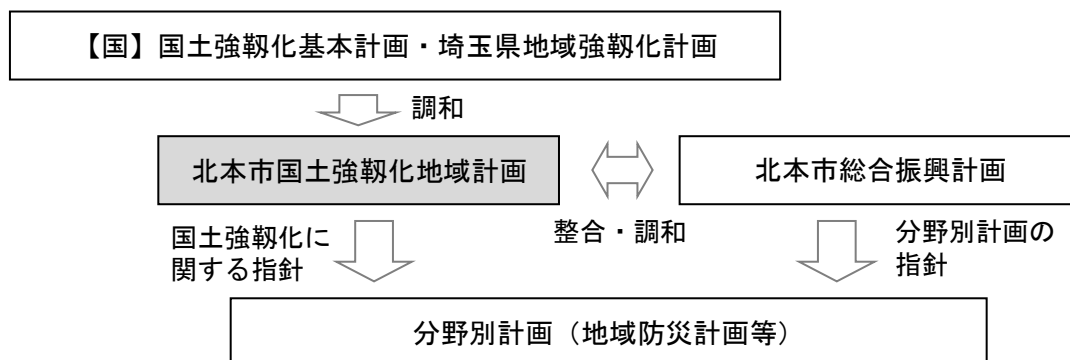 【国】国土強靱化基本計画・埼玉県地域強靱化計画
調和
北本市国土強靱化地域計画
北本市総合振興計画
整合・調和
国土強靱化に
関する指針
分野別計画の
指針
分野別計画（地域防災計画等）